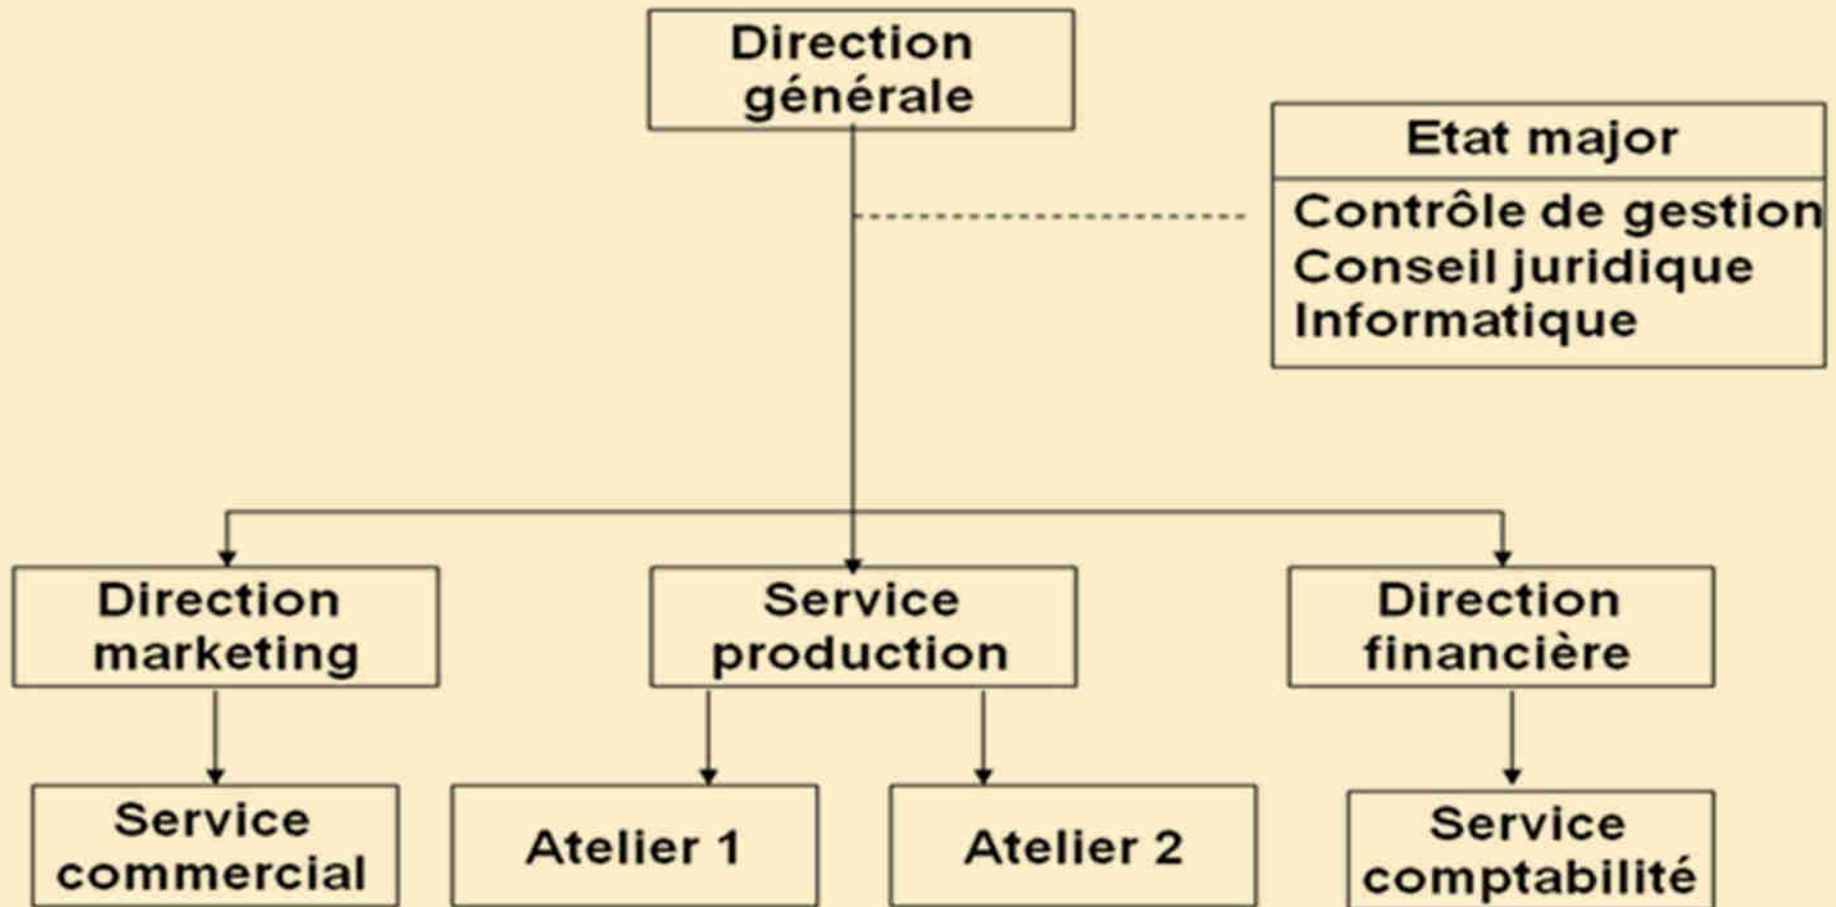 Direction
générale
Etat major
Contrôle de gestion
Conseil juridique
Informatique
Direction
marketing
Service
production
Direction
financière
Service
commercial
Atelier 1
Atelier 2
Service
comptabilité